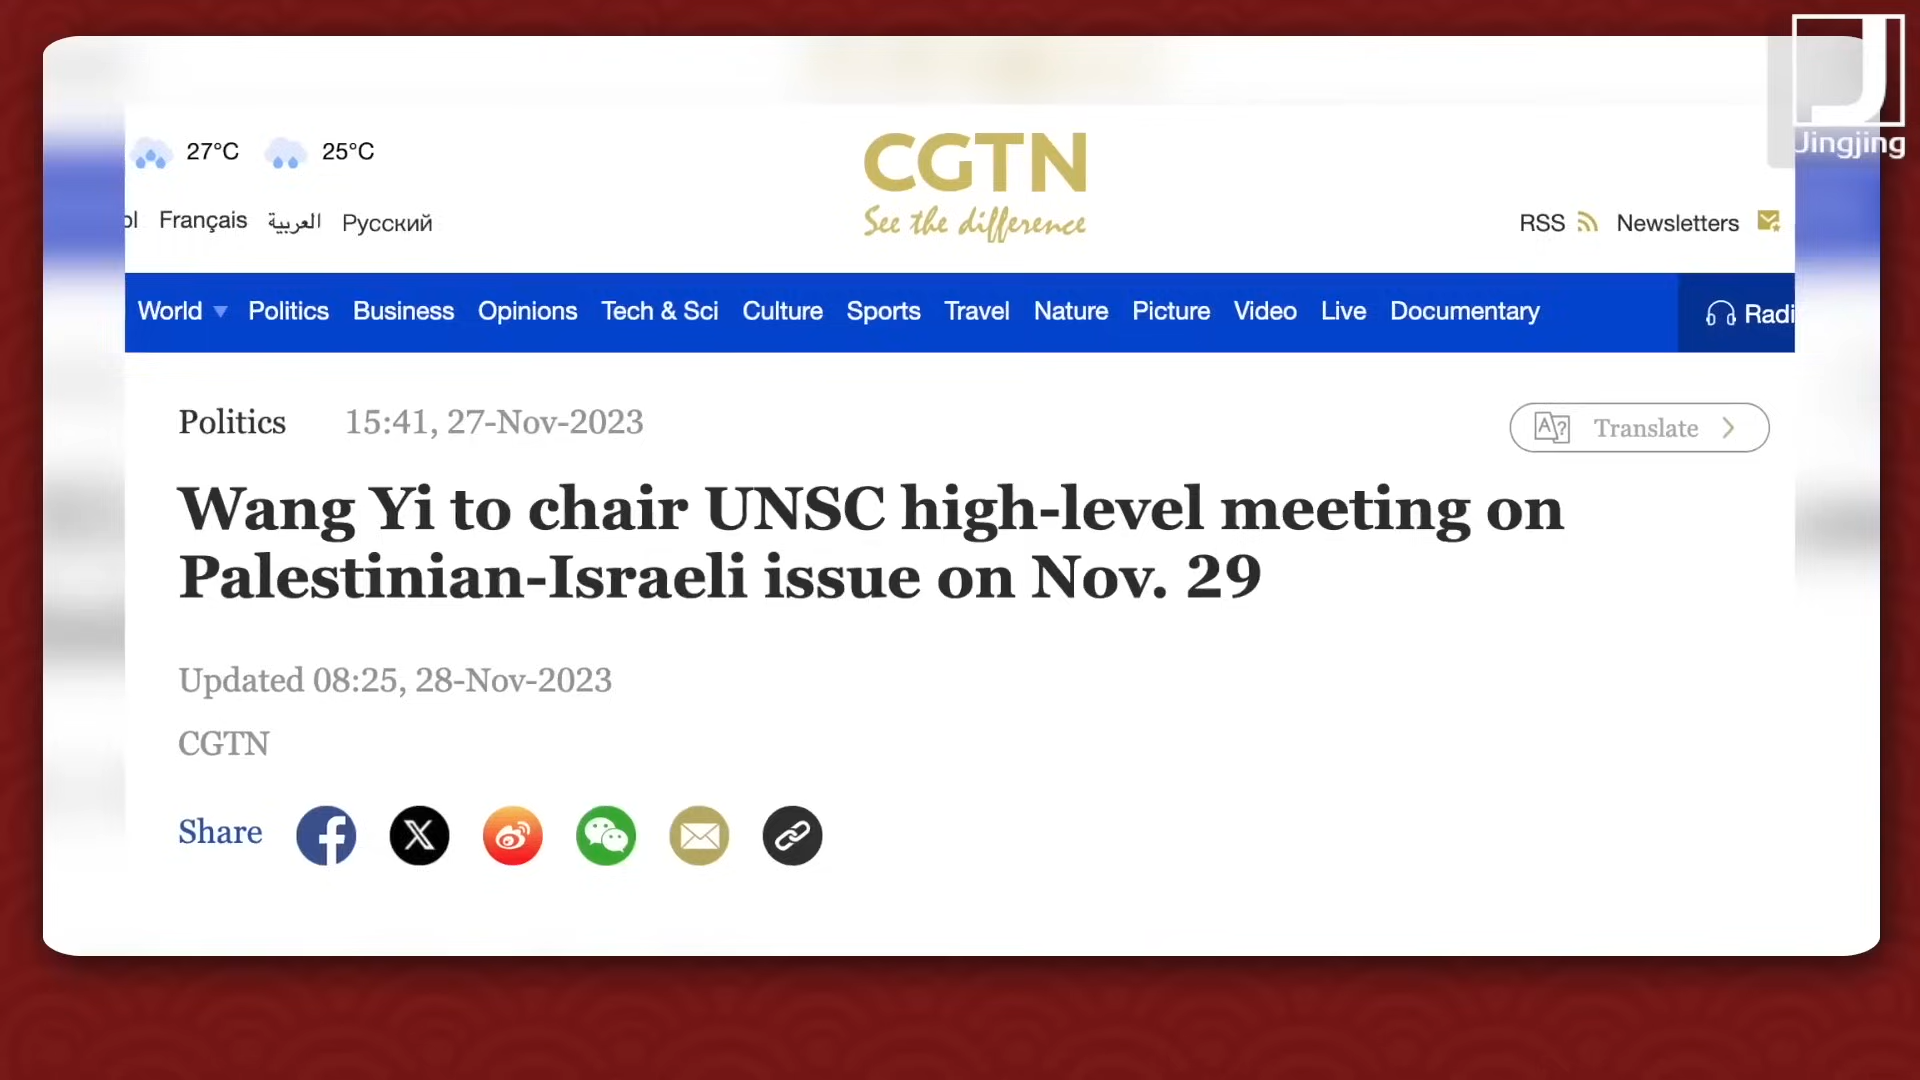 Jingjing
27°C 25°C
CGTN
See the difference
Français العربية Русский
RSS Newsletters
World Politics Business Opinions Tech & Sci Culture Sports Travel Nature Picture Video Live Documentary Radi
Politics 15:41, 27-Nov-2023
Translate
Wang Yi to chair UNSC high-level meeting on
Palestinian-Israeli issue on Nov. 29
Updated 08:25, 28-Nov-2023
CGTN
Share